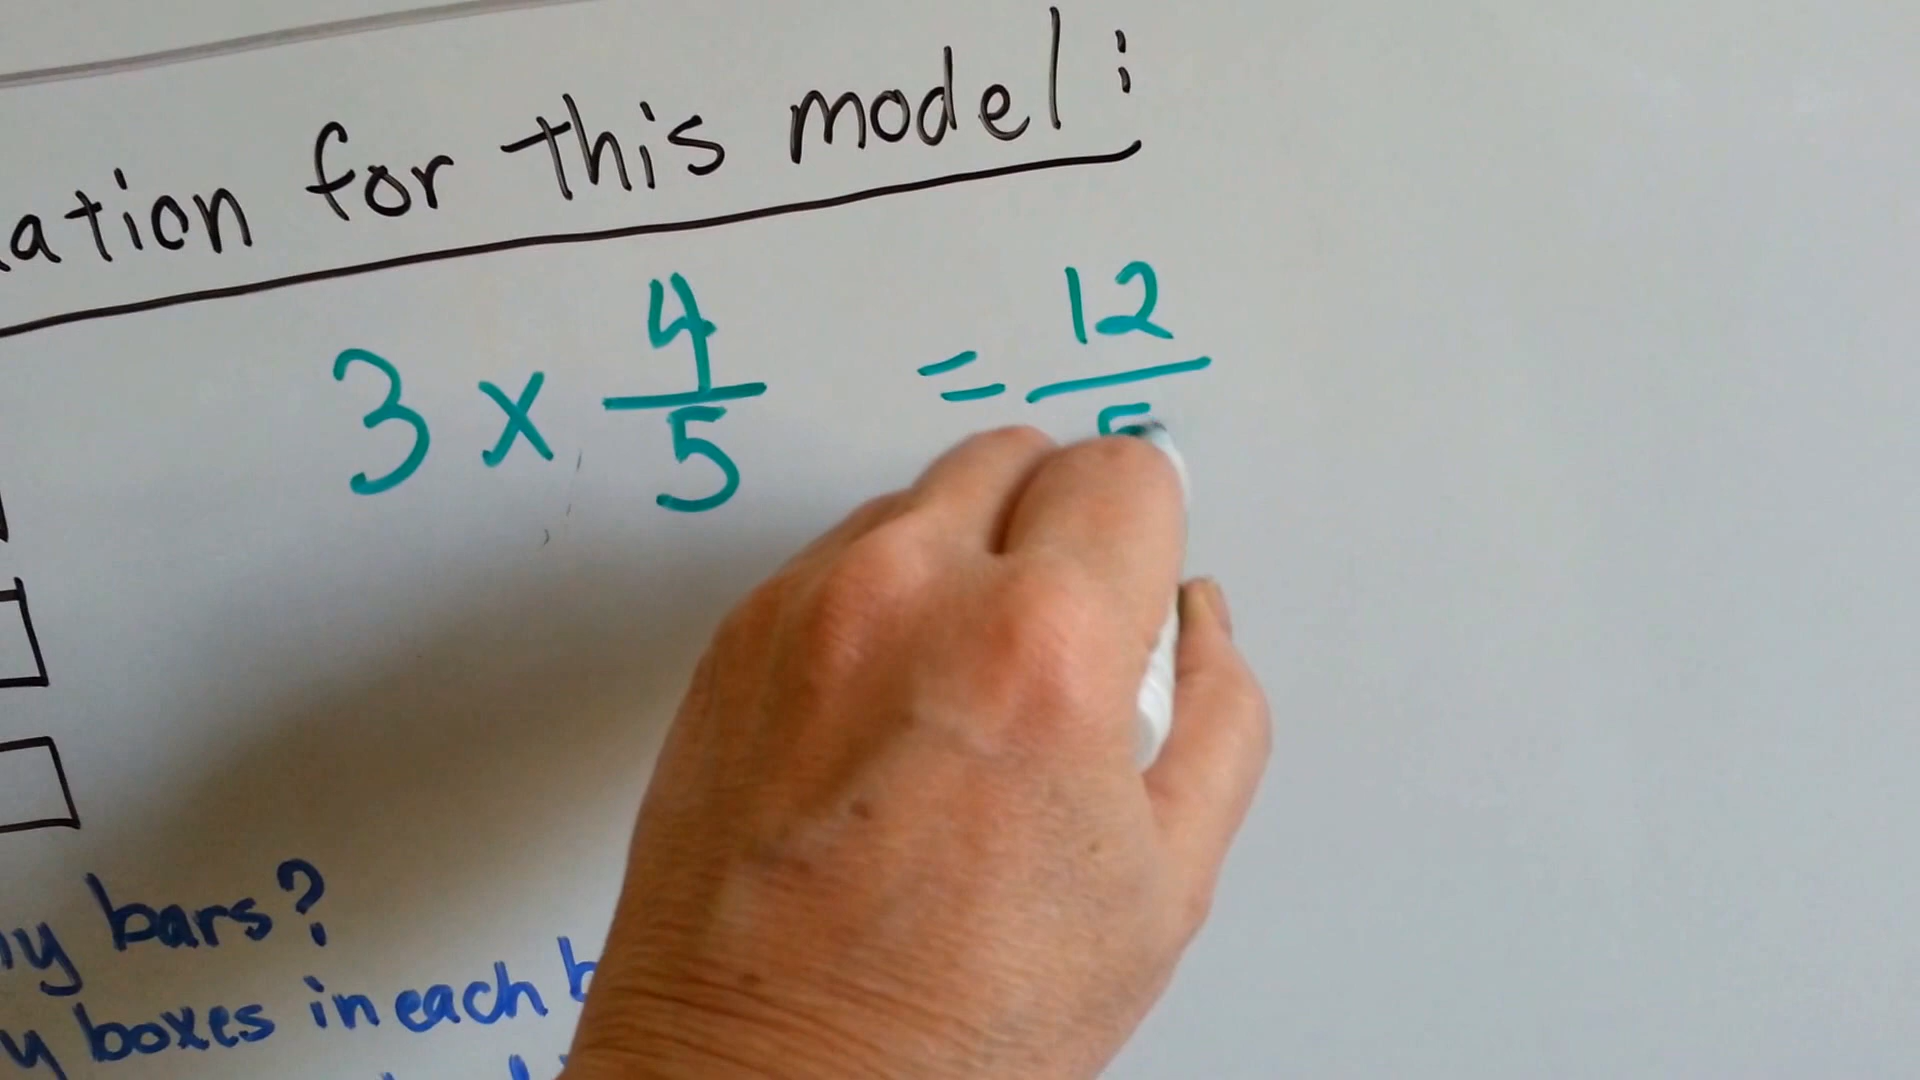 ation for this model:
3 x 4/5 = 12/5
y bars?
y boxes in each b